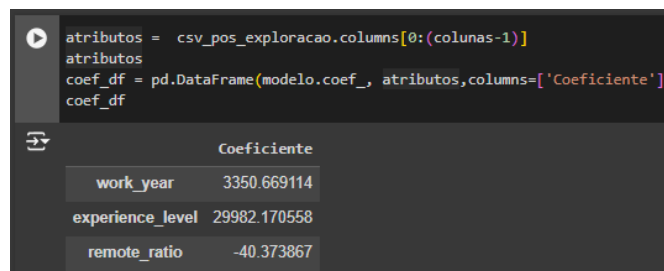 atributos =  csv_pos_exploracao.columns[0:(colunas-1)]
atributos
coef_df = pd.DataFrame(modelo.coef_, atributos,columns=['Coeficiente']
coef_df
Coeficiente
work_year 3350.669114
experience_level 29982.170558
remote_ratio -40.373867